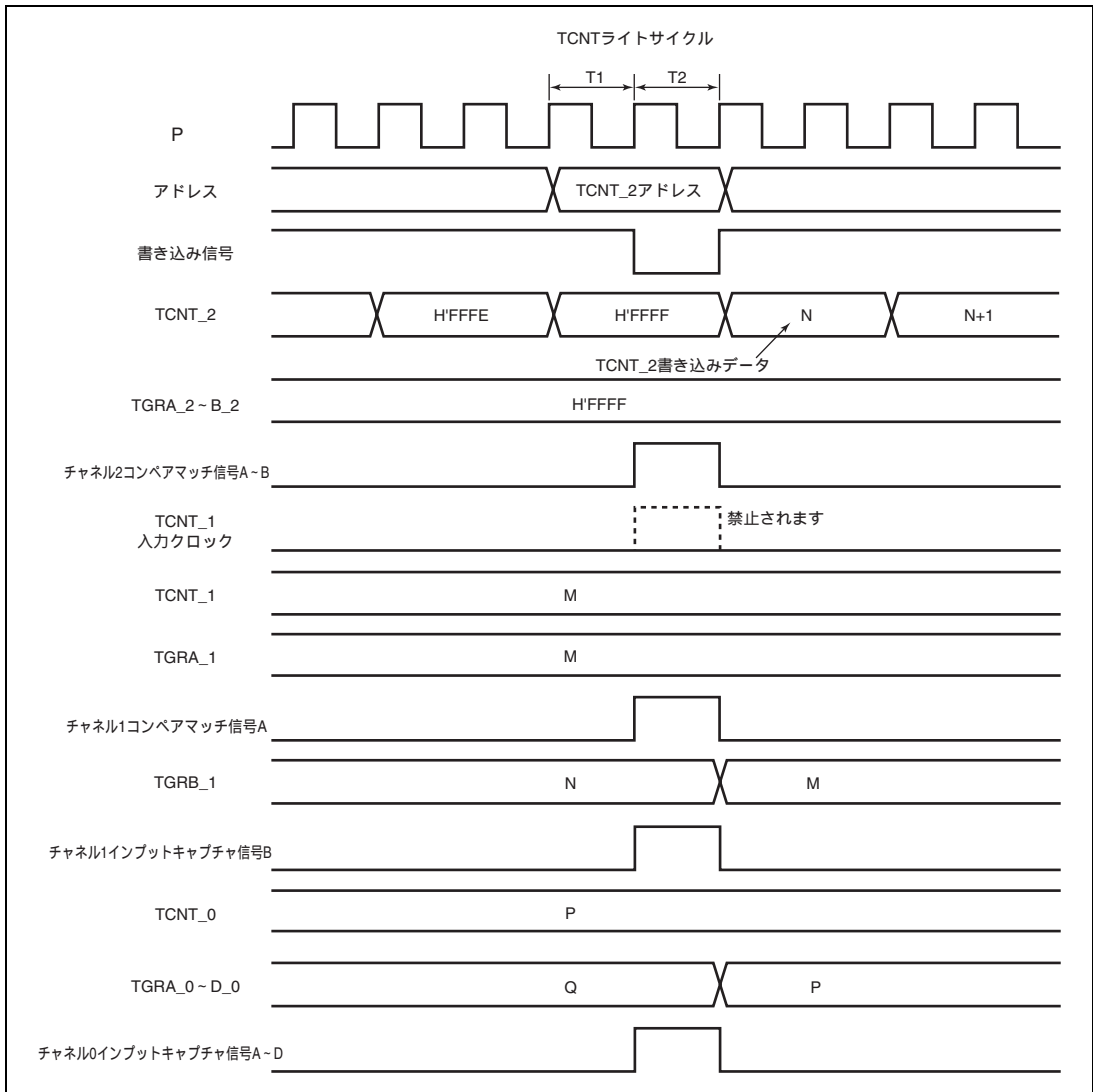 TCNTライトサイクル
T1 T2
P
アドレス TCNT_2アドレス
書き込み信号
TCNT_2 H'FFFE H'FFFF N N+1
TCNT_2書き込みデータ
TGRA_2~B_2 H'FFFF
チャネル2コンペアマッチ信号A~B
TCNT_1
入力クロック
禁止されます
TCNT_1 M
TGRA_1 M
チャネル1コンペアマッチ信号A
TGRB_1 N M
チャネル1インプットキャプチャ信号B
TCNT_0 P
TGRA_0~D_0 Q P
チャネル0インプットキャプチャ信号A~D